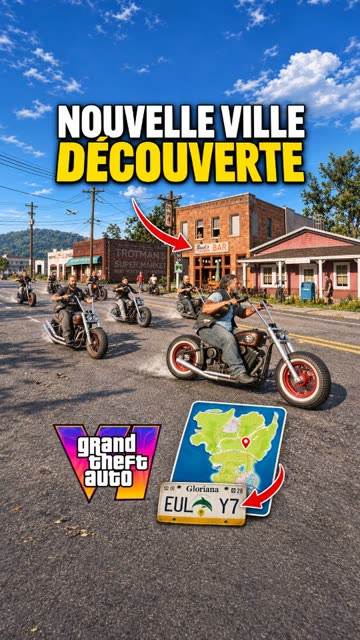 NOUVELLE VILLE
DÉCOUVERTE
BAR
TROTMAN'S
SUPER MARKET
grand
theft
auto
VI
Gloriana
EUL Y7